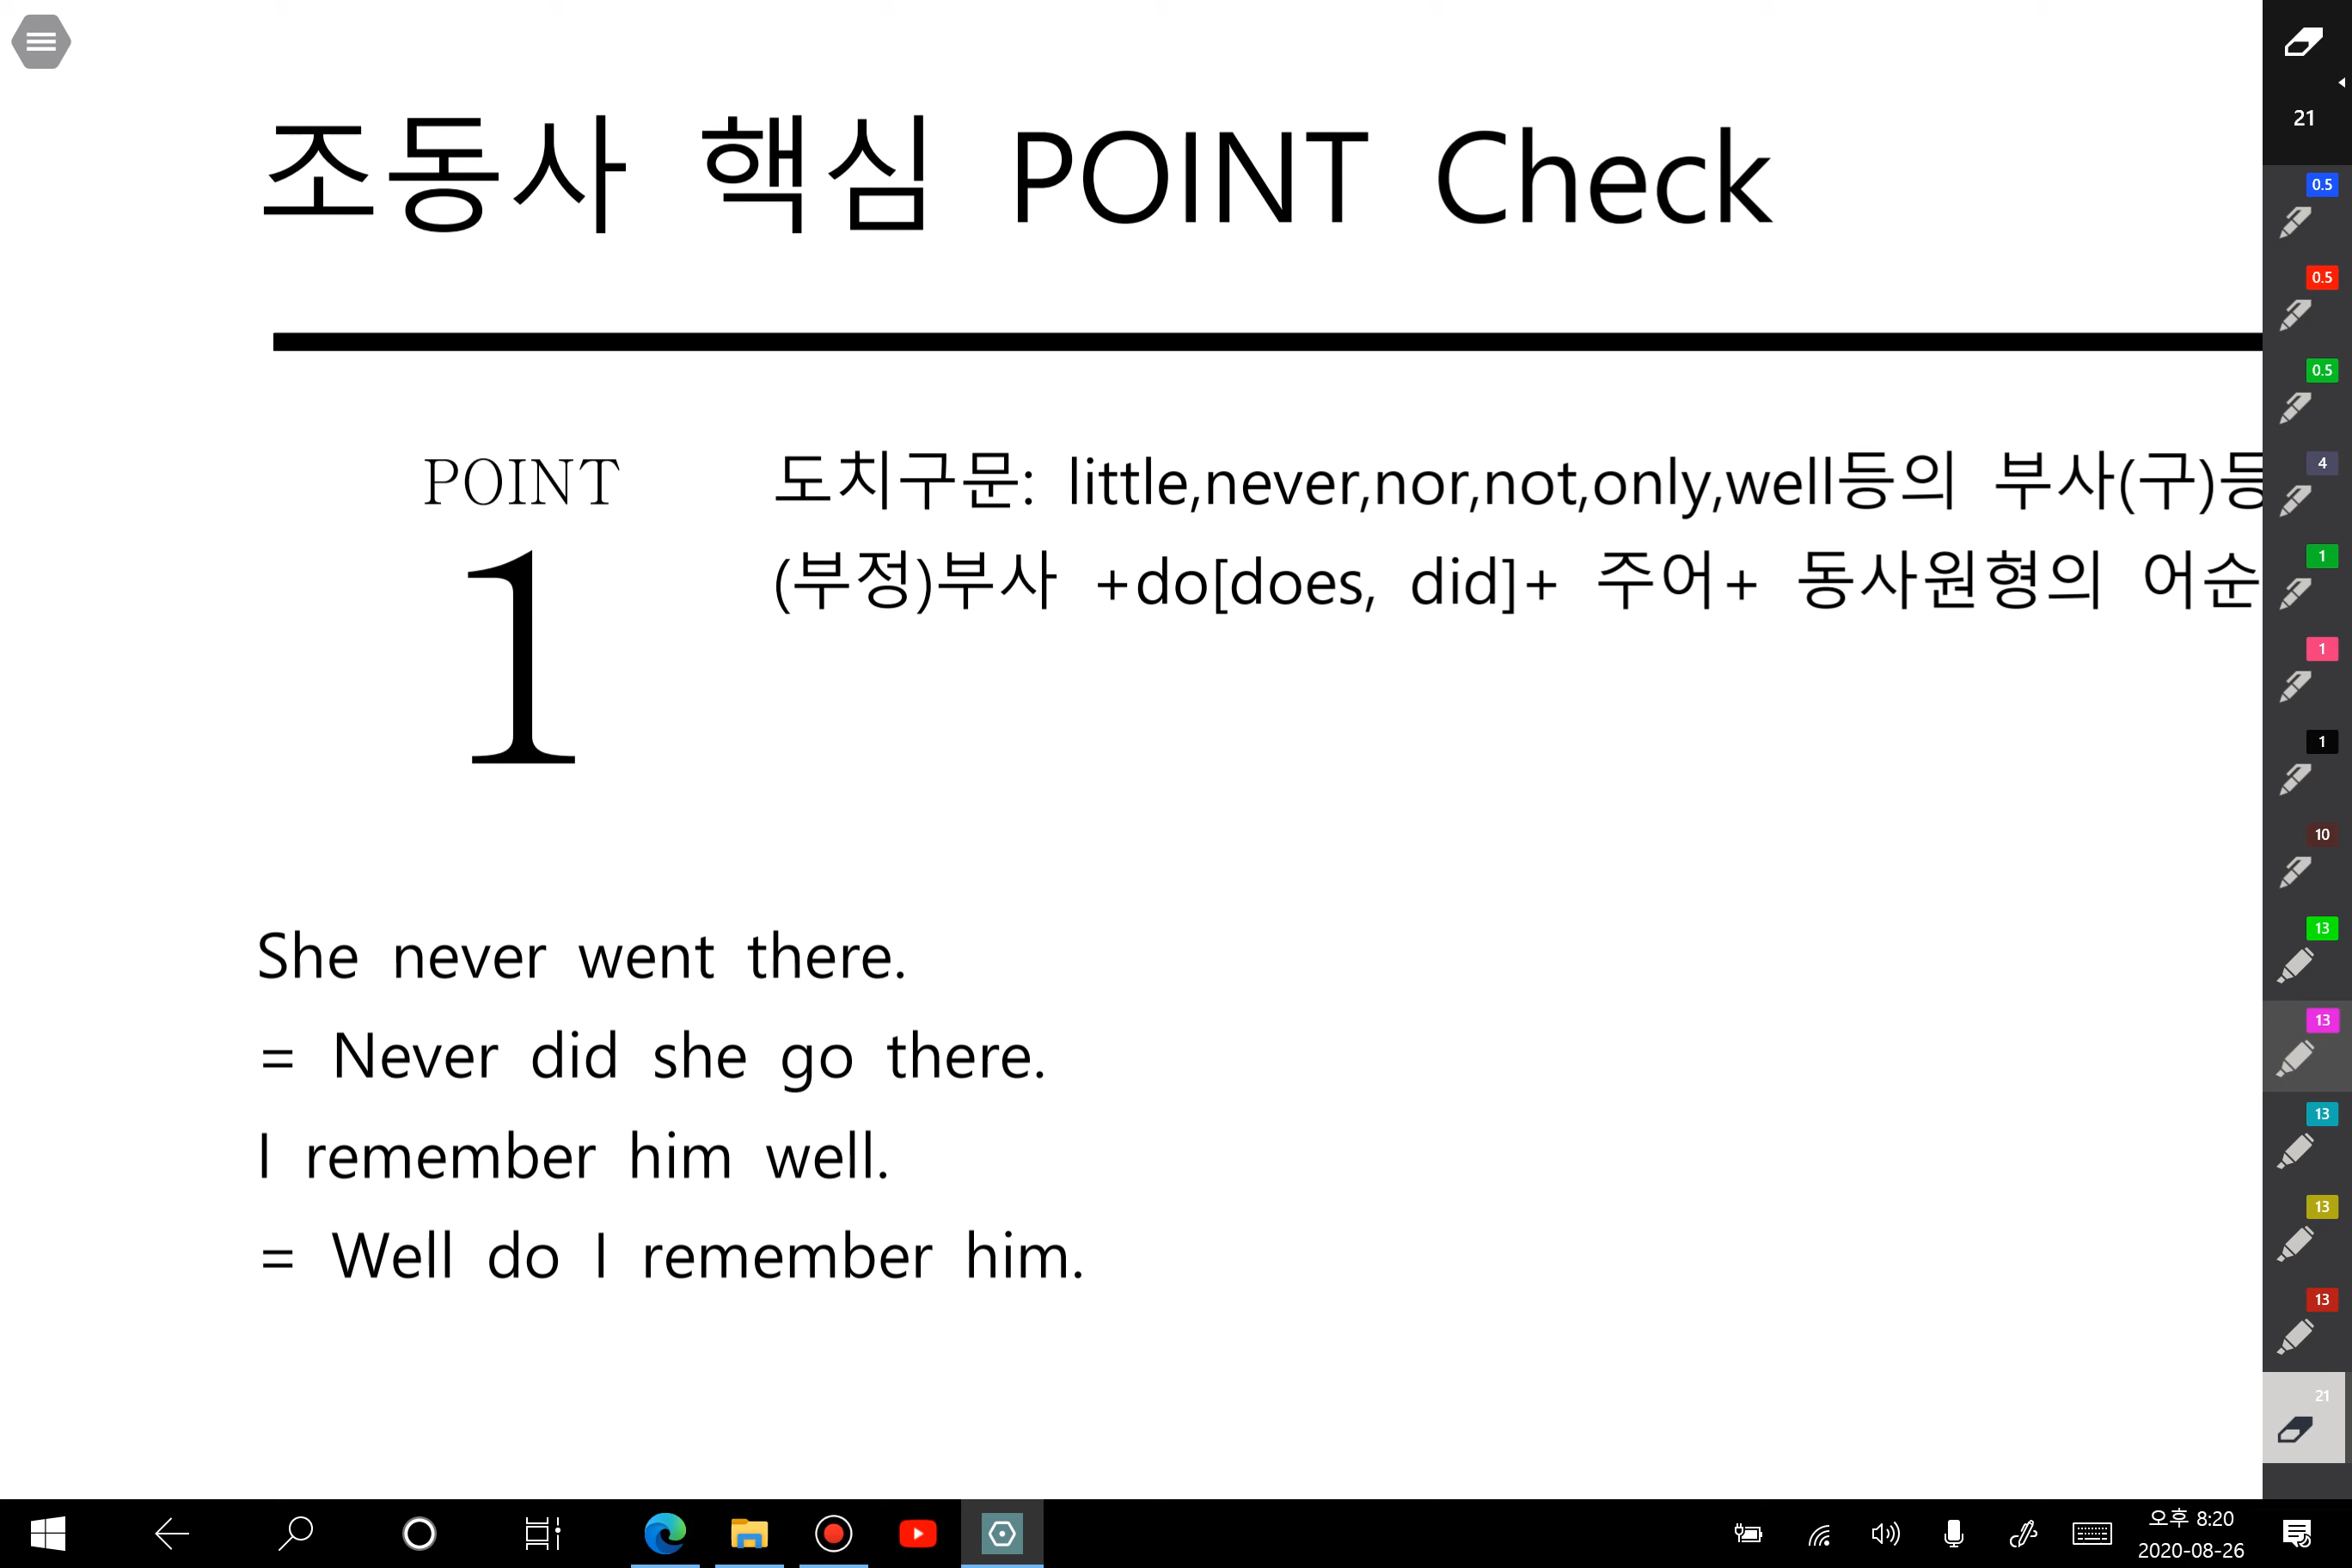 조동사 핵심 POINT Check
POINT
1
도치구문: little,never,nor,not,only,well등의 부사(구)등
(부정)부사 +do[does, did]+ 주어+ 동사원형의 어순
She never went there.
= Never did she go there.
I remember him well.
= Well do I remember him.
21
0.5
0.5
0.5
4
1
1
1
10
13
13
13
13
13
21
오후 8:20
2020-08-26